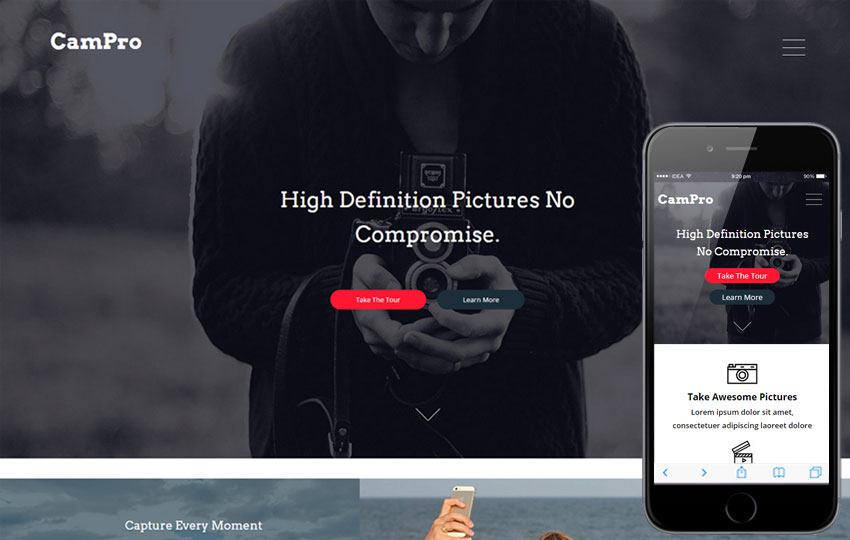 CamPro
High Definition Pictures No
Compromise.
Take The Tour
Learn More
Capture Every Moment
IDEA
9:20 pm
90%
CamPro
High Definition Pictures
No Compromise.
Take The Tour
Learn More
Take Awesome Pictures
Lorem ipsum dolor sit amet,
consectetuer adipiscing laoreet dolore